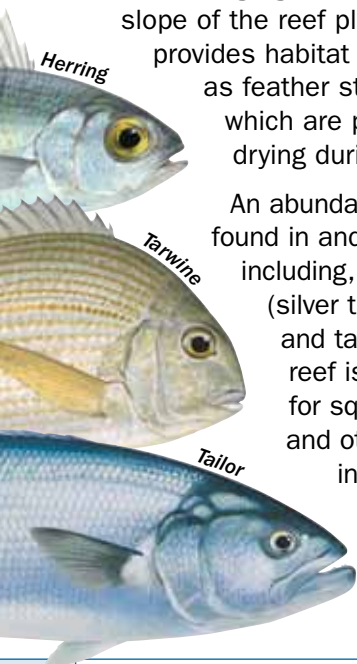 slope of the reef pl
provides habitat
as feather st
which are p
drying duri
An abunda
found in and
including,
(silver t
and ta
reef is
for sq
and ot
in
Herring
Tarwine
Tailor